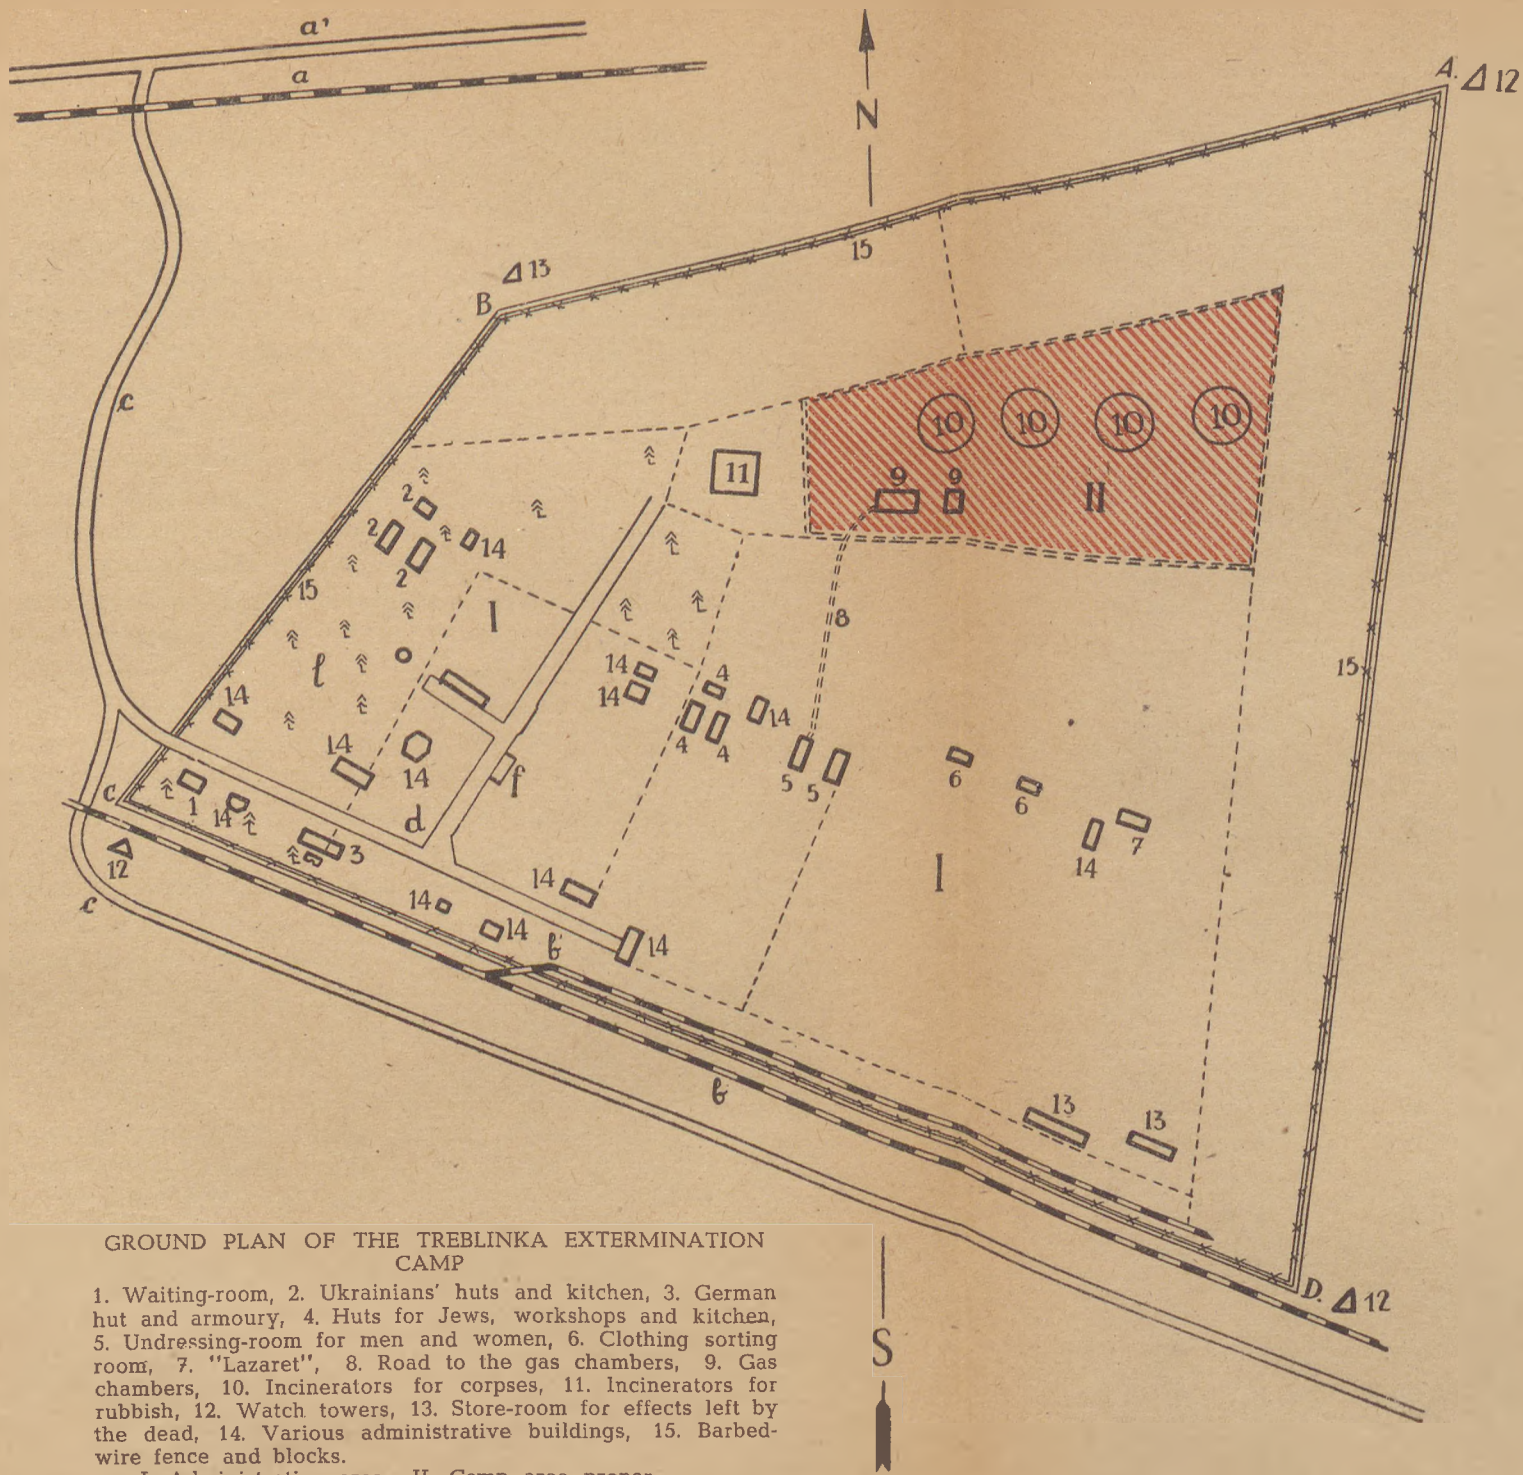 a'
a
N
A. 12
15
13
B
c
10 10 10 10
11
9 9
II
2
2
14
2
15
I
8
l
14
14
4
15
14
14
4 4
14
5 5
6
6
7
14
14
14
f
c
1
14
d
3
12
c
I
14
14
14
14
b'
b
13
13
D. 12
S
GROUND PLAN OF THE TREBLINKA EXTERMINATION
CAMP
1. Waiting-room, 2. Ukrainians' huts and kitchen, 3. German
hut and armoury, 4. Huts for Jews, workshops and kitchen,
5. Undressing-room for men and women, 6. Clothing sorting
room, 7. "Lazaret", 8. Road to the gas chambers, 9. Gas
chambers, 10. Incinerators for corpses, 11. Incinerators for
rubbish, 12. Watch towers, 13. Store-room for effects left by
the dead, 14. Various administrative buildings, 15. Barbed-
wire fence and blocks.